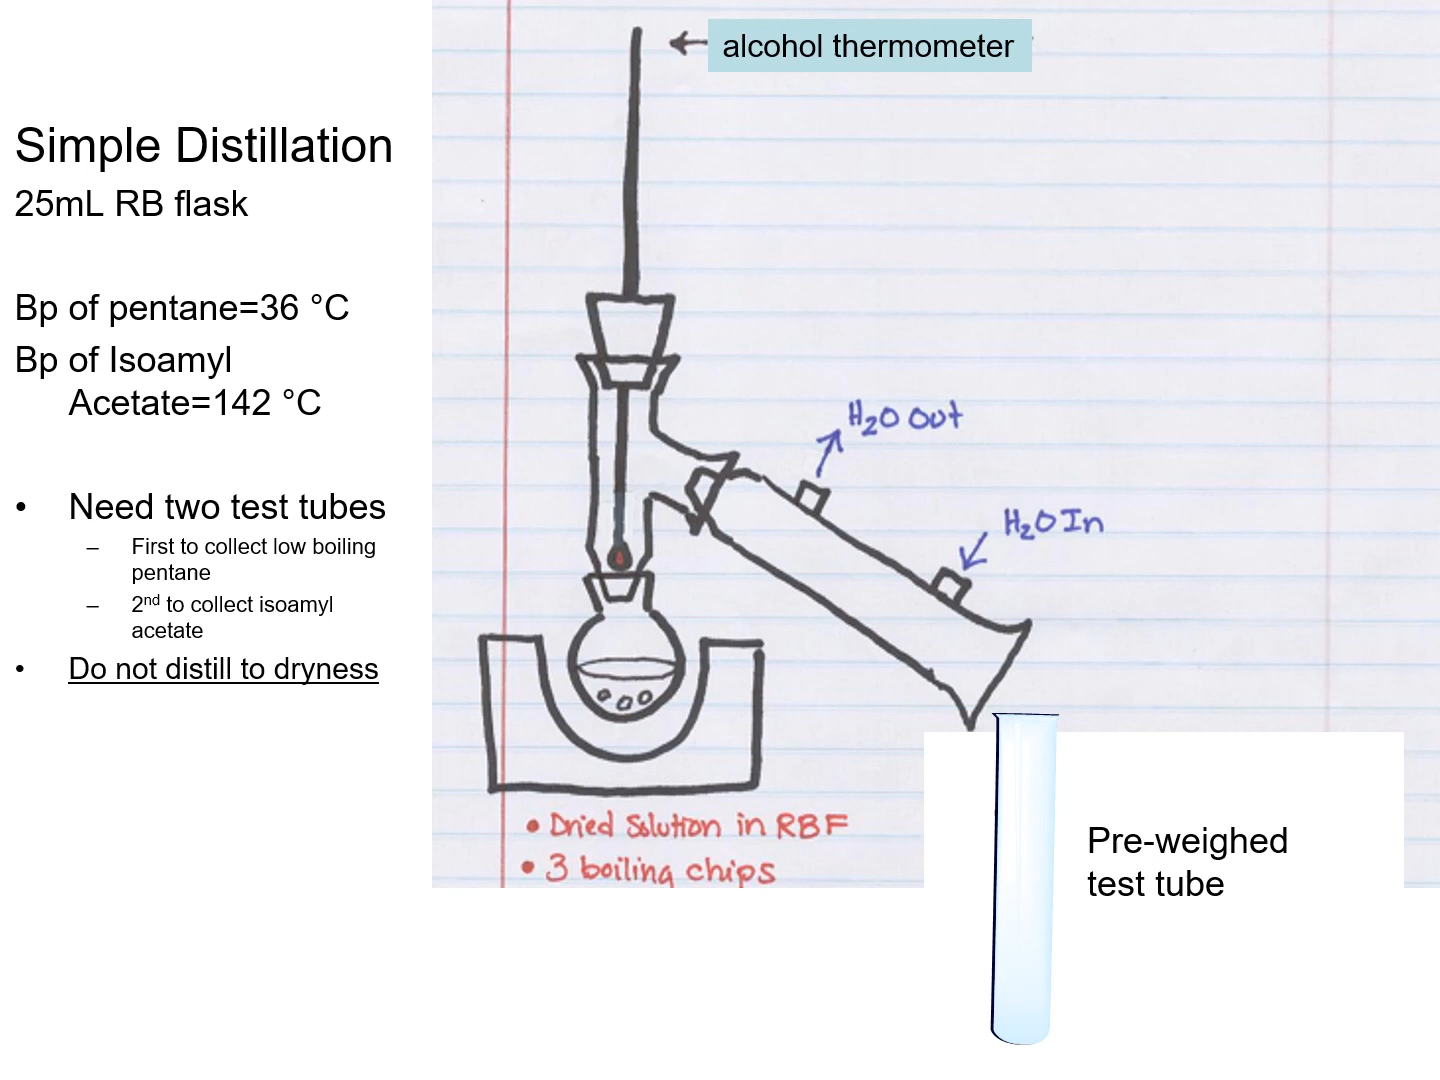 alcohol thermometer
Simple Distillation
25mL RB flask
Bp of pentane=36 °C
Bp of Isoamyl
Acetate=142 °C
• Need two test tubes
– First to collect low boiling
pentane
– 2nd to collect isoamyl
acetate
• Do not distill to dryness
H2O Out
H2O In
• Dried Solution in RBF
• 3 boiling chips
Pre-weighed
test tube